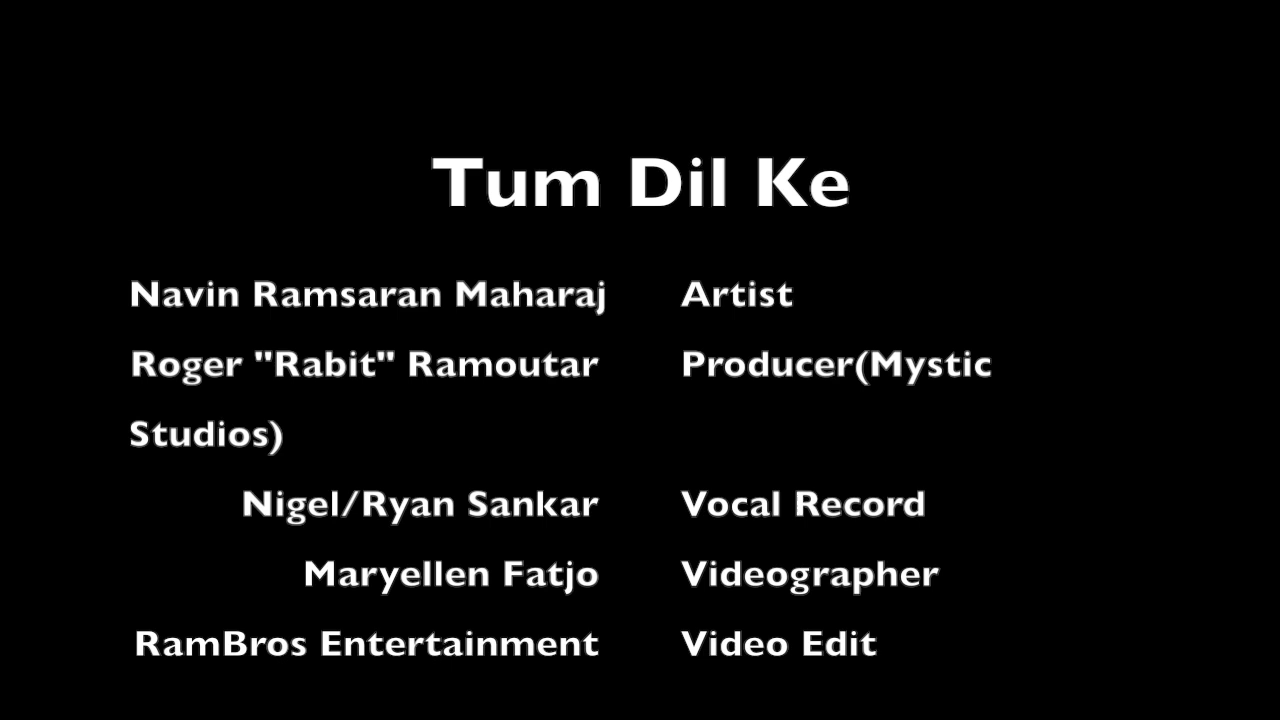 Tum Dil Ke
Navin Ramsaran Maharaj Artist
Roger "Rabit" Ramoutar Producer(Mystic
Studios)
Nigel/Ryan Sankar Vocal Record
Maryellen Fatjo Videographer
RamBros Entertainment Video Edit